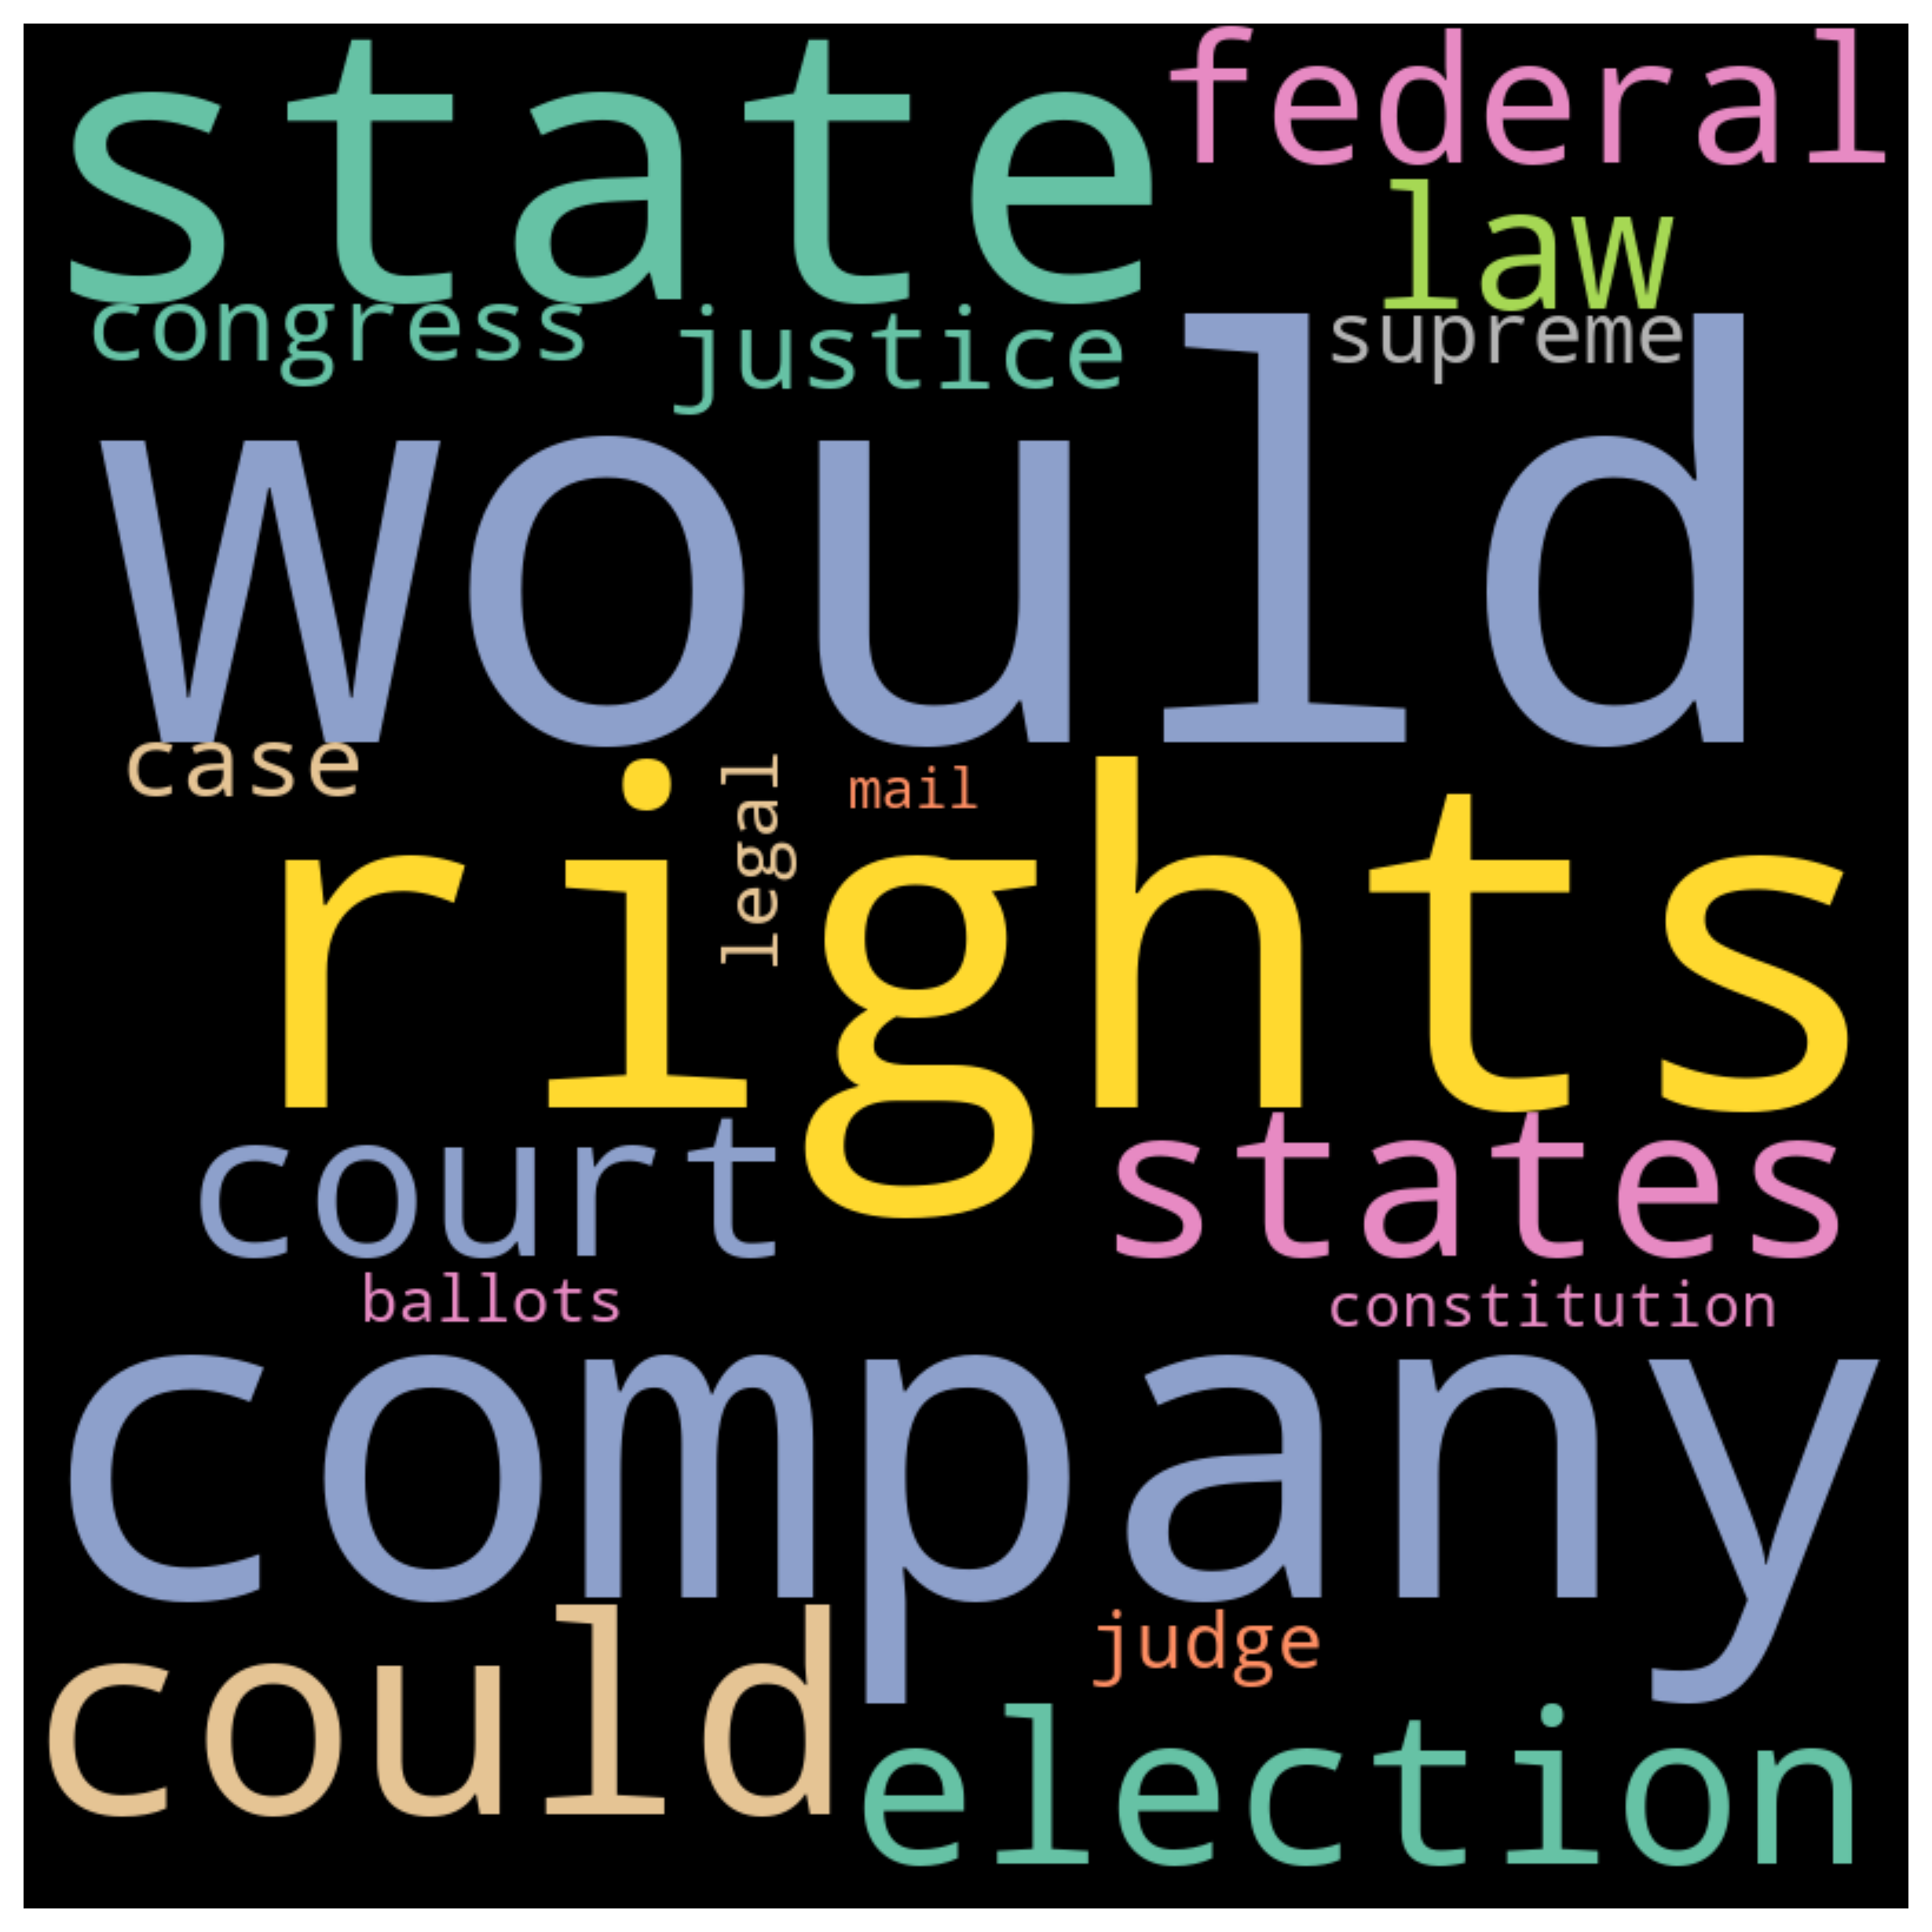 state
federal
law
congress
justice
supreme
would
case
legal
mail
rights
court
states
ballots
constitution
company
could
judge
election